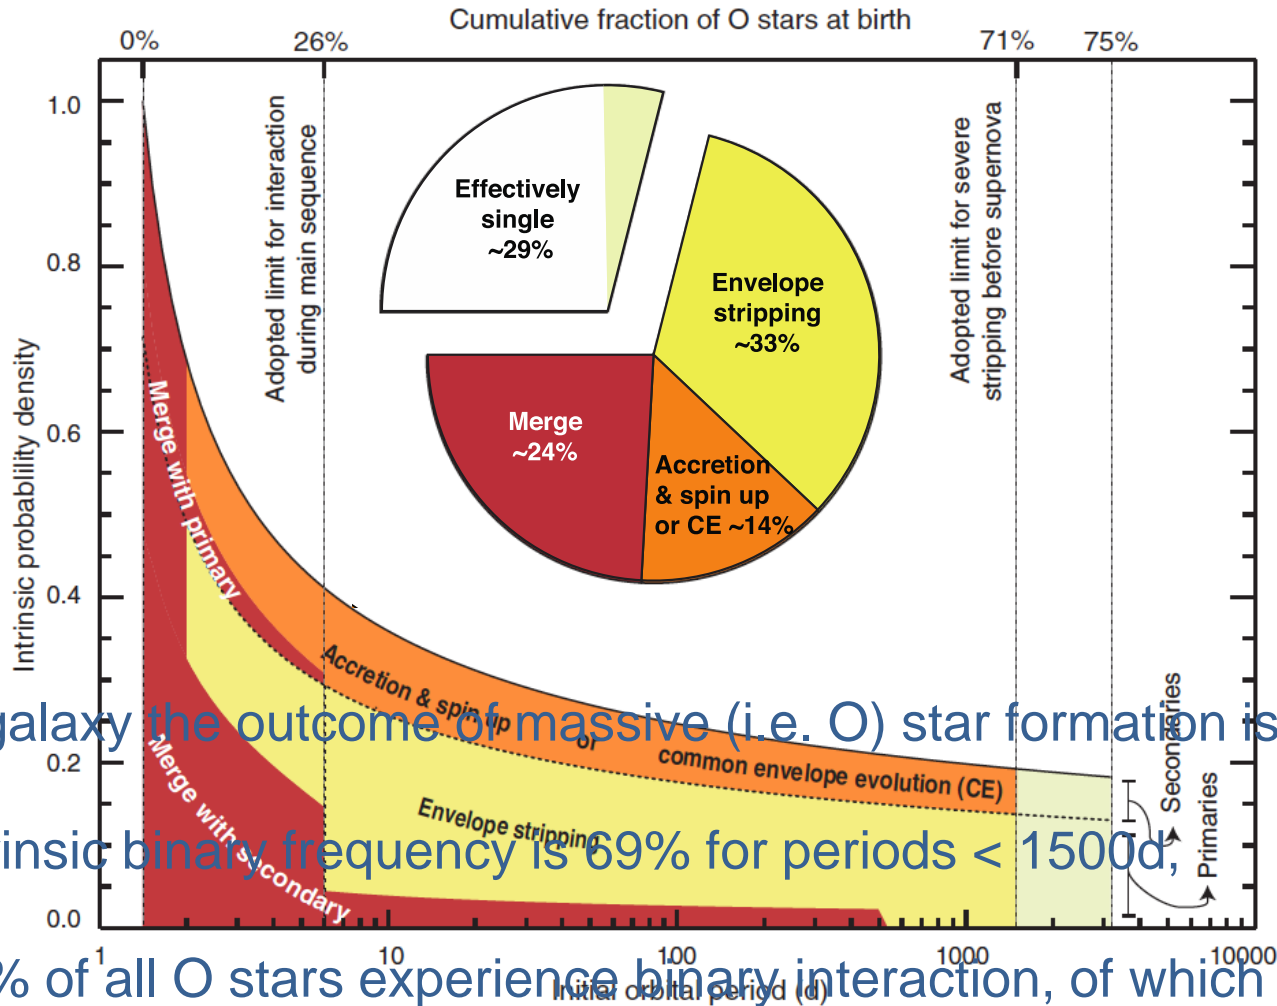 Cumulative fraction of O stars at birth
0% 26% 71% 75%
1.0
0.8
0.6
0.4
0.2
0.0
Intrinsic probability density
Adopted limit for interaction
during main sequence
Effectively
single
~29%
Envelope
stripping
~33%
Merge
~24%
Accretion
& spin up
or CE ~14%
Adopted limit for severe
stripping before supernova
Merge with primary
Accretion & spin up
or
common envelope evolution (CE)
galaxy the outcome of massive (i.e. O) star formation is
Merge with secondary
Envelope stripping
Secondaries
Primaries
binary frequency is 69% for periods < 1500d,
1 10 100 1000 10000
% of all O stars experience binary interaction, of which
Initial orbital period (d)